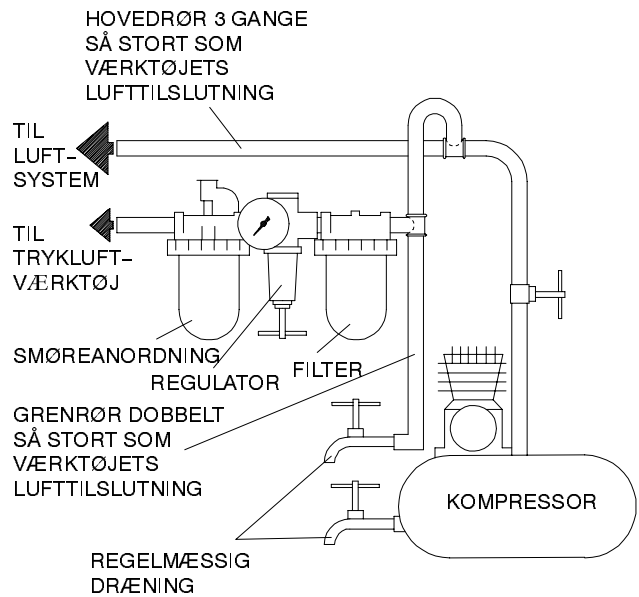 HOVEDRØR 3 GANGE
SÅ STORT SOM
VÆRKTØJETS
LUFTTILSLUTNING
TIL
LUFT–
SYSTEM
TIL
TRYKLUFT–
VÆRKTØJ
SMØREANORDNING
REGULATOR
FILTER
GRENRØR DOBBELT
SÅ STORT SOM
VÆRKTØJETS
LUFTTILSLUTNING
KOMPRESSOR
REGELMÆSSIG
DRÆNING